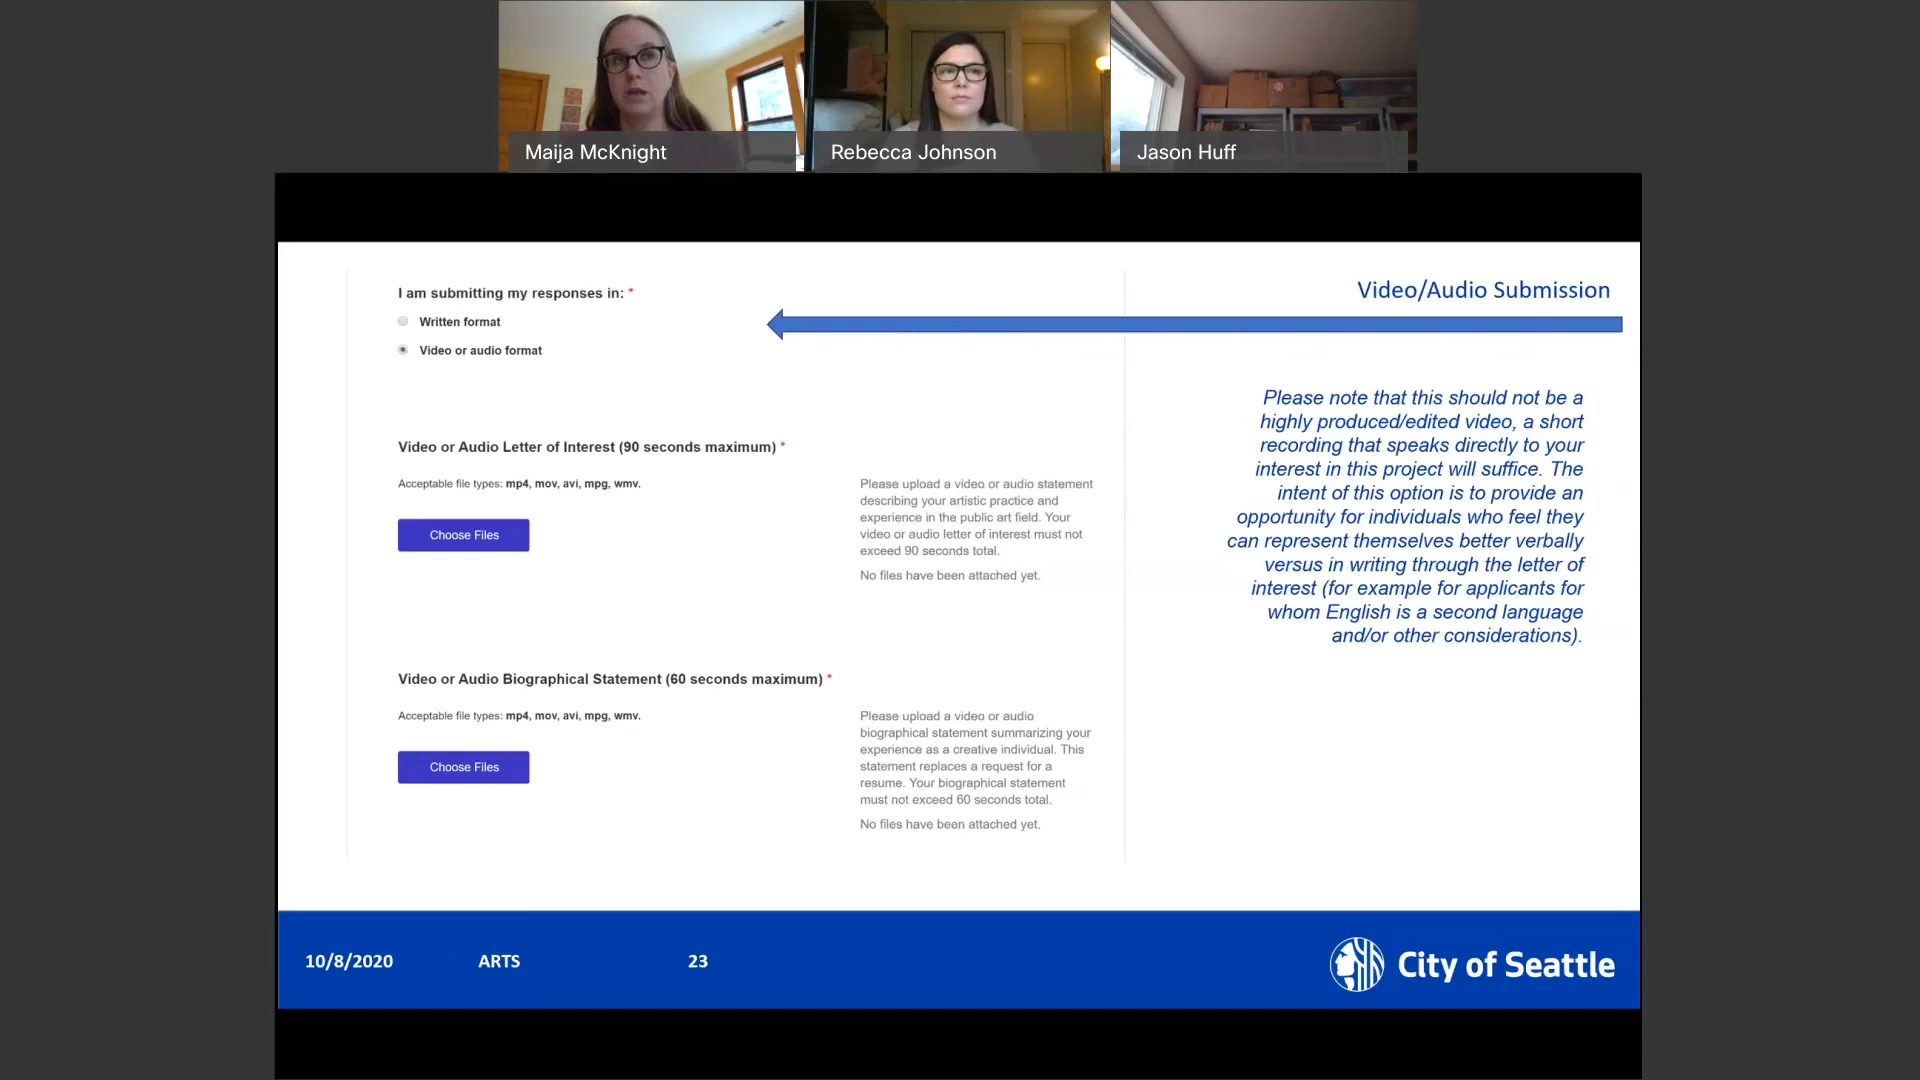 Maija McKnight
Rebecca Johnson
Jason Huff
I am submitting my responses in: *
Written format
Video or audio format
Video/Audio Submission
Please note that this should not be a
highly produced/edited video, a short
recording that speaks directly to your
interest in this project will suffice. The
intent of this option is to provide an
opportunity for individuals who feel they
can represent themselves better verbally
versus in writing through the letter of
interest (for example for applicants for
whom English is a second language
and/or other considerations).
Video or Audio Letter of Interest (90 seconds maximum) *
Acceptable file types: mp4, mov, avi, mpg, wmv.
Choose Files
Please upload a video or audio statement
describing your artistic practice and
experience in the public art field. Your
video or audio letter of interest must not
exceed 90 seconds total.
No files have been attached yet.
Video or Audio Biographical Statement (60 seconds maximum) *
Acceptable file types: mp4, mov, avi, mpg, wmv.
Choose Files
Please upload a video or audio
biographical statement summarizing your
experience as a creative individual. This
statement replaces a request for a
resume. Your biographical statement
must not exceed 60 seconds total.
No files have been attached yet.
10/8/2020 ARTS 23
City of Seattle